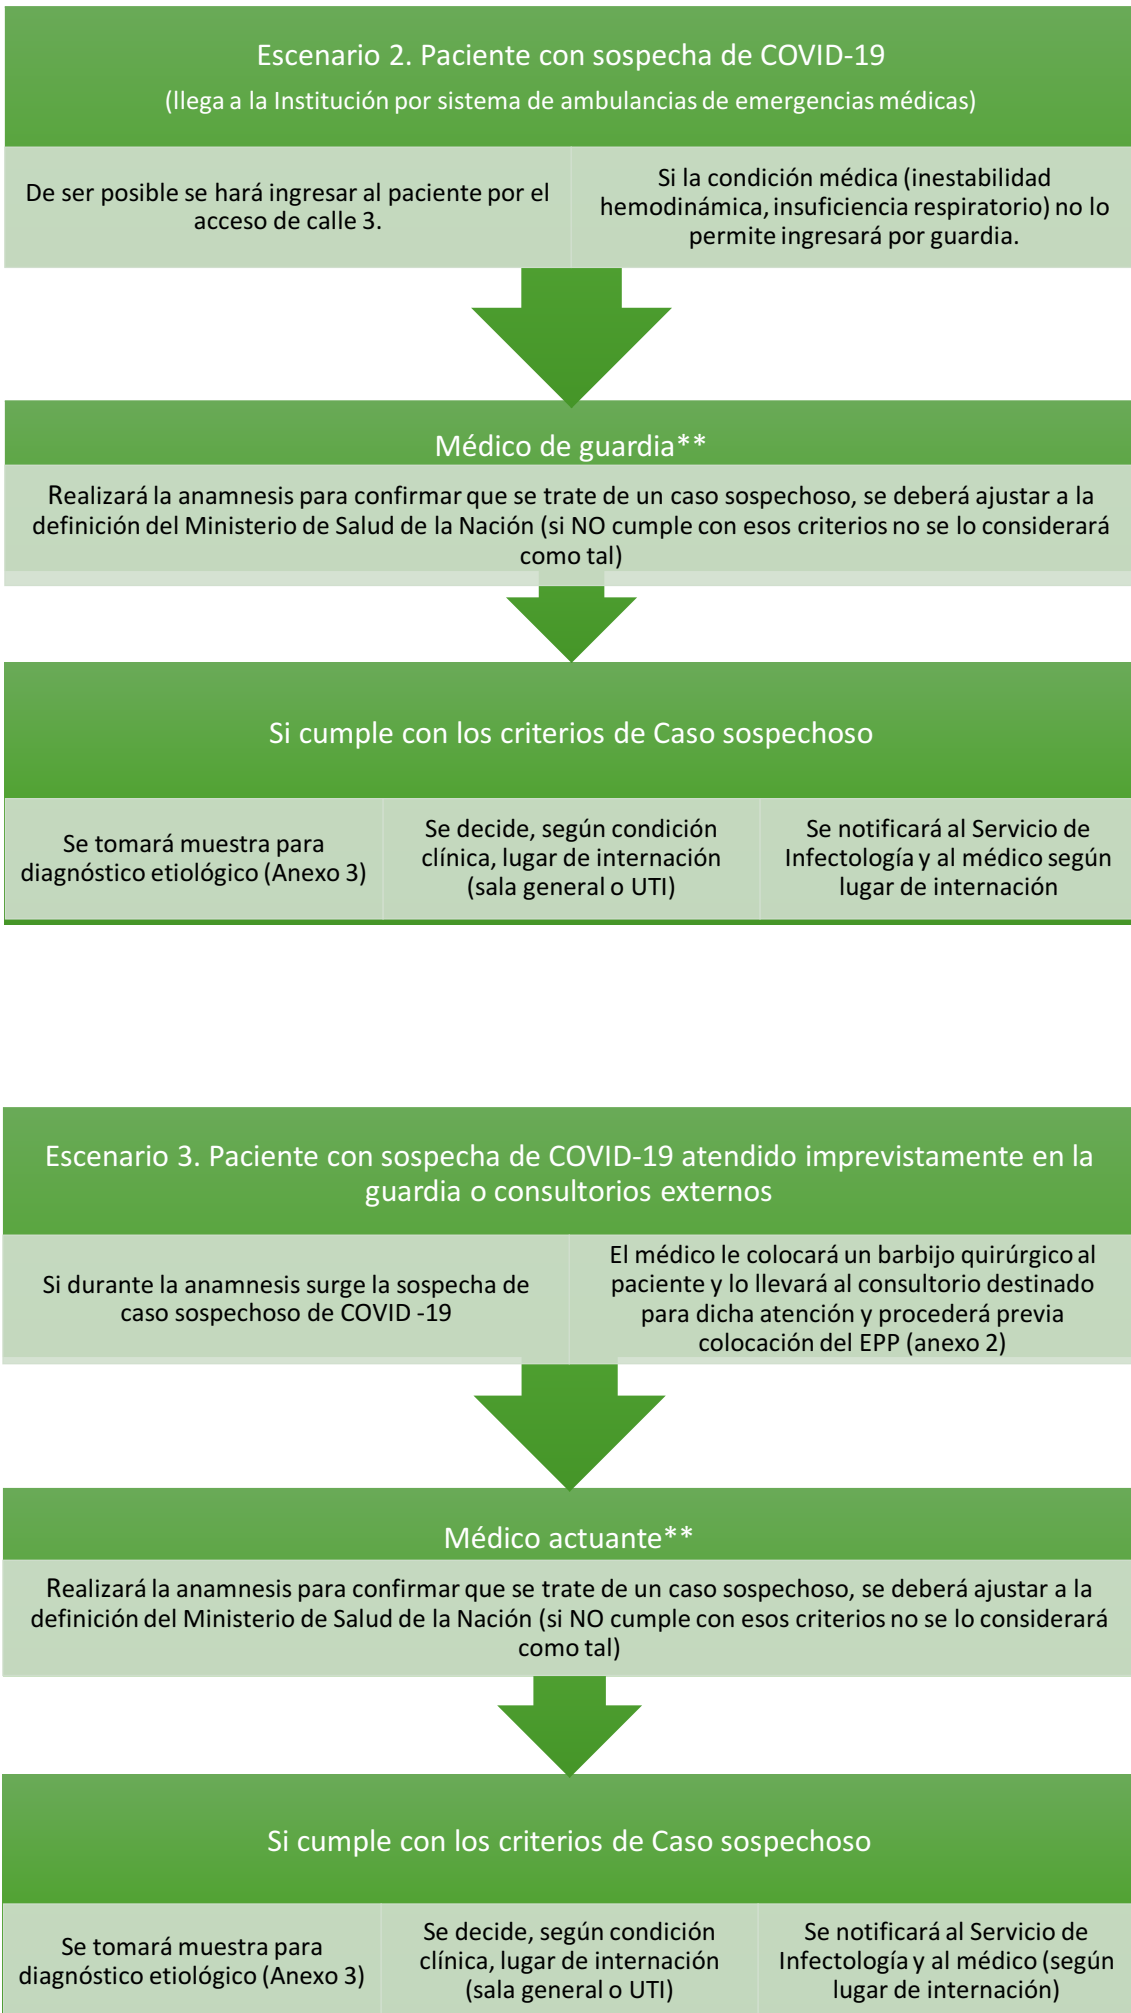 Escenario 2. Paciente con sospecha de COVID-19
(llega a la Institución por sistema de ambulancias de emergencias médicas)
De ser posible se hará ingresar al paciente por el
acceso de calle 3.
Si la condición médica (inestabilidad
hemodinámica, insuficiencia respiratorio) no lo
permite ingresará por guardia.
Médico de guardia**
Realizará la anamnesis para confirmar que se trate de un caso sospechoso, se deberá ajustar a la
definición del Ministerio de Salud de la Nación (si NO cumple con esos criterios no se lo considerará
como tal)
Si cumple con los criterios de Caso sospechoso
Se tomará muestra para
diagnóstico etiológico (Anexo 3)
Se decide, según condición
clínica, lugar de internación
(sala general o UTI)
Se notificará al Servicio de
Infectología y al médico según
lugar de internación
Escenario 3. Paciente con sospecha de COVID-19 atendido imprevistamente en la
guardia o consultorios externos
Si durante la anamnesis surge la sospecha de
caso sospechoso de COVID -19
El médico le colocará un barbijo quirúrgico al
paciente y lo llevará al consultorio destinado
para dicha atención y procederá previa
colocación del EPP (anexo 2)
Médico actuante**
Realizará la anamnesis para confirmar que se trate de un caso sospechoso, se deberá ajustar a la
definición del Ministerio de Salud de la Nación (si NO cumple con esos criterios no se lo considerará
como tal)
Si cumple con los criterios de Caso sospechoso
Se tomará muestra para
diagnóstico etiológico (Anexo 3)
Se decide, según condición
clínica, lugar de internación
(sala general o UTI)
Se notificará al Servicio de
Infectología y al médico (según
lugar de internación)